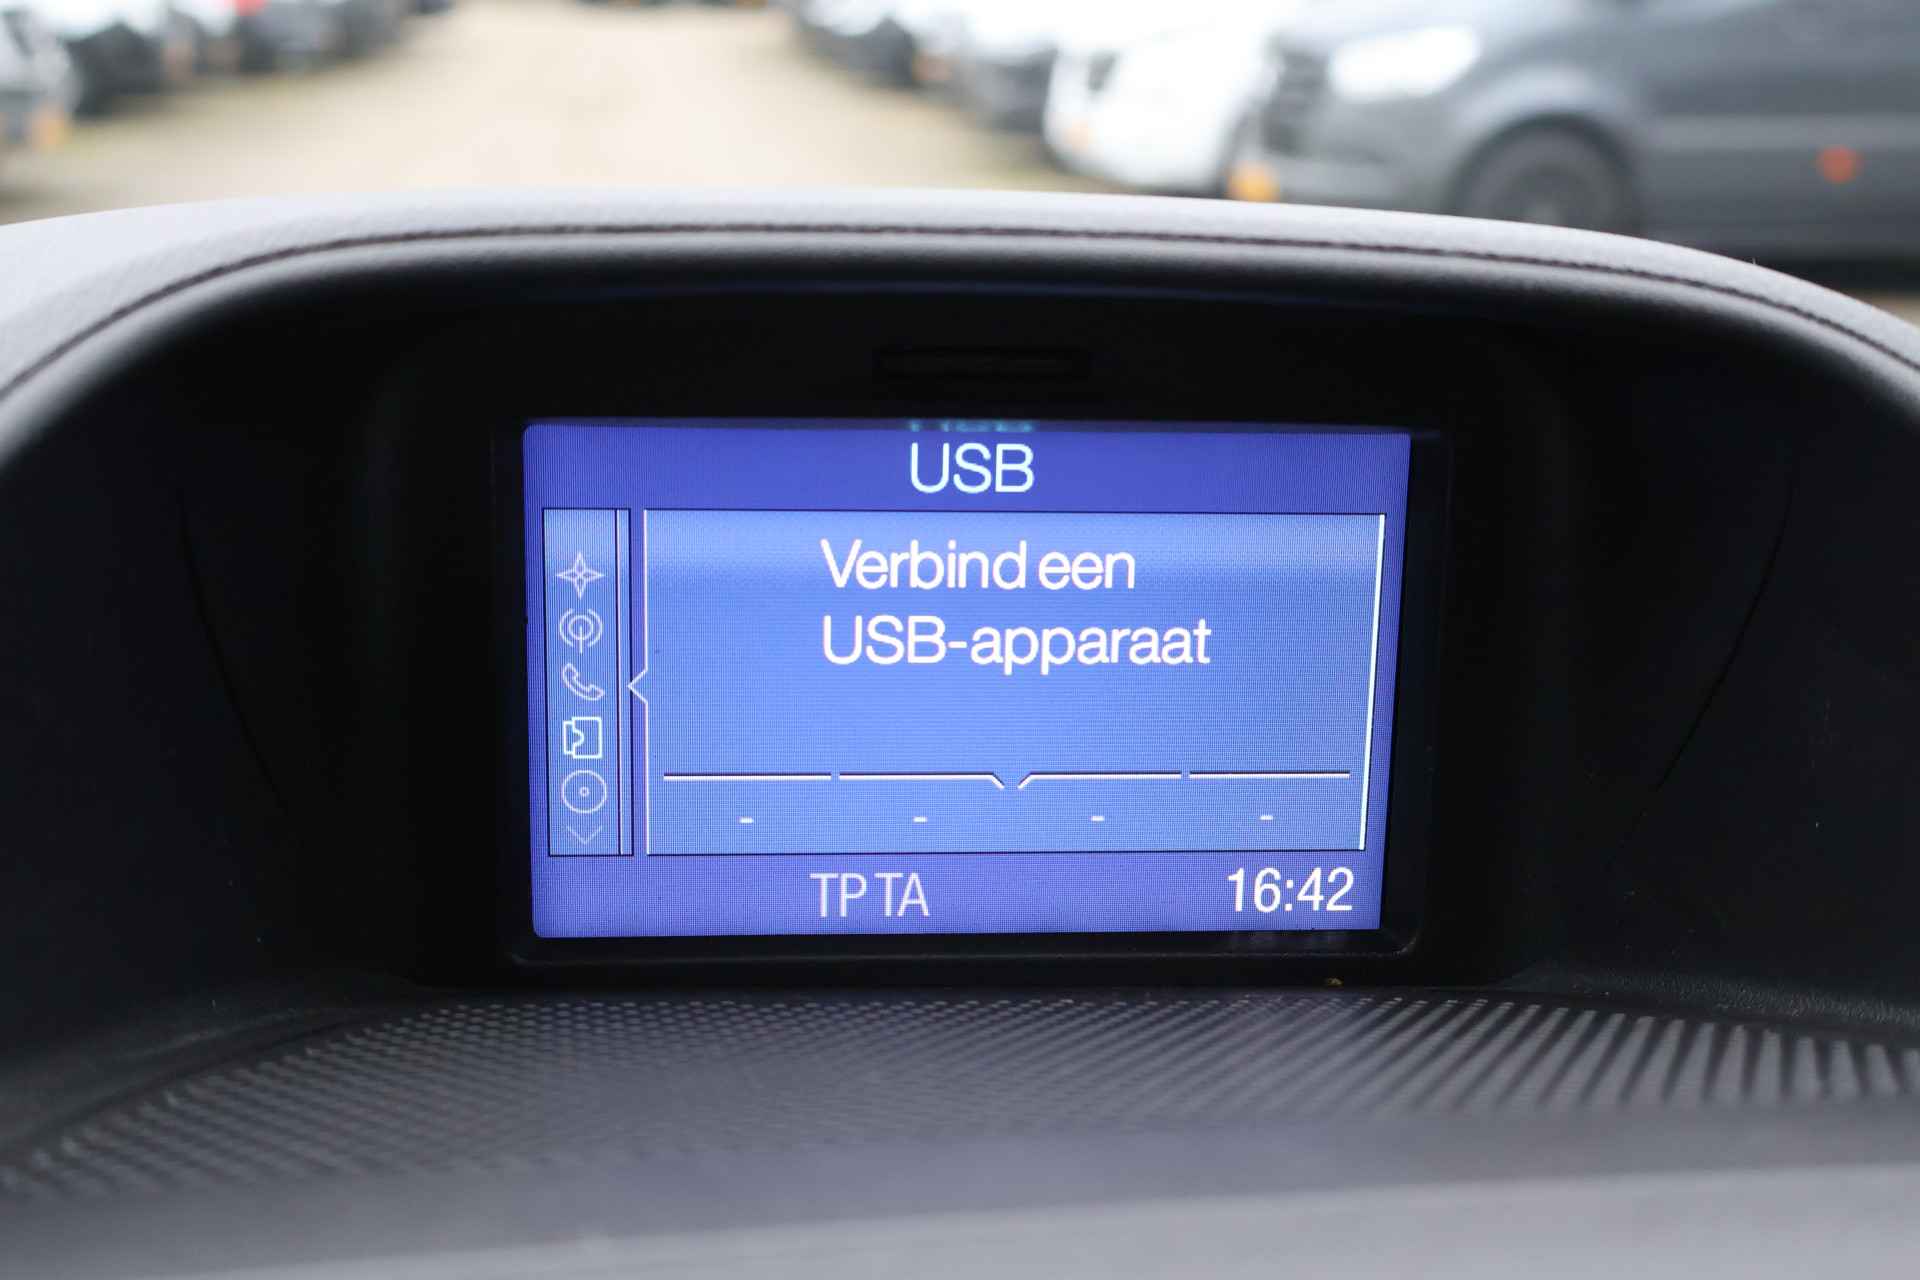 USB
Verbind een
USB-apparaat
- - - -
TP TA 16:42